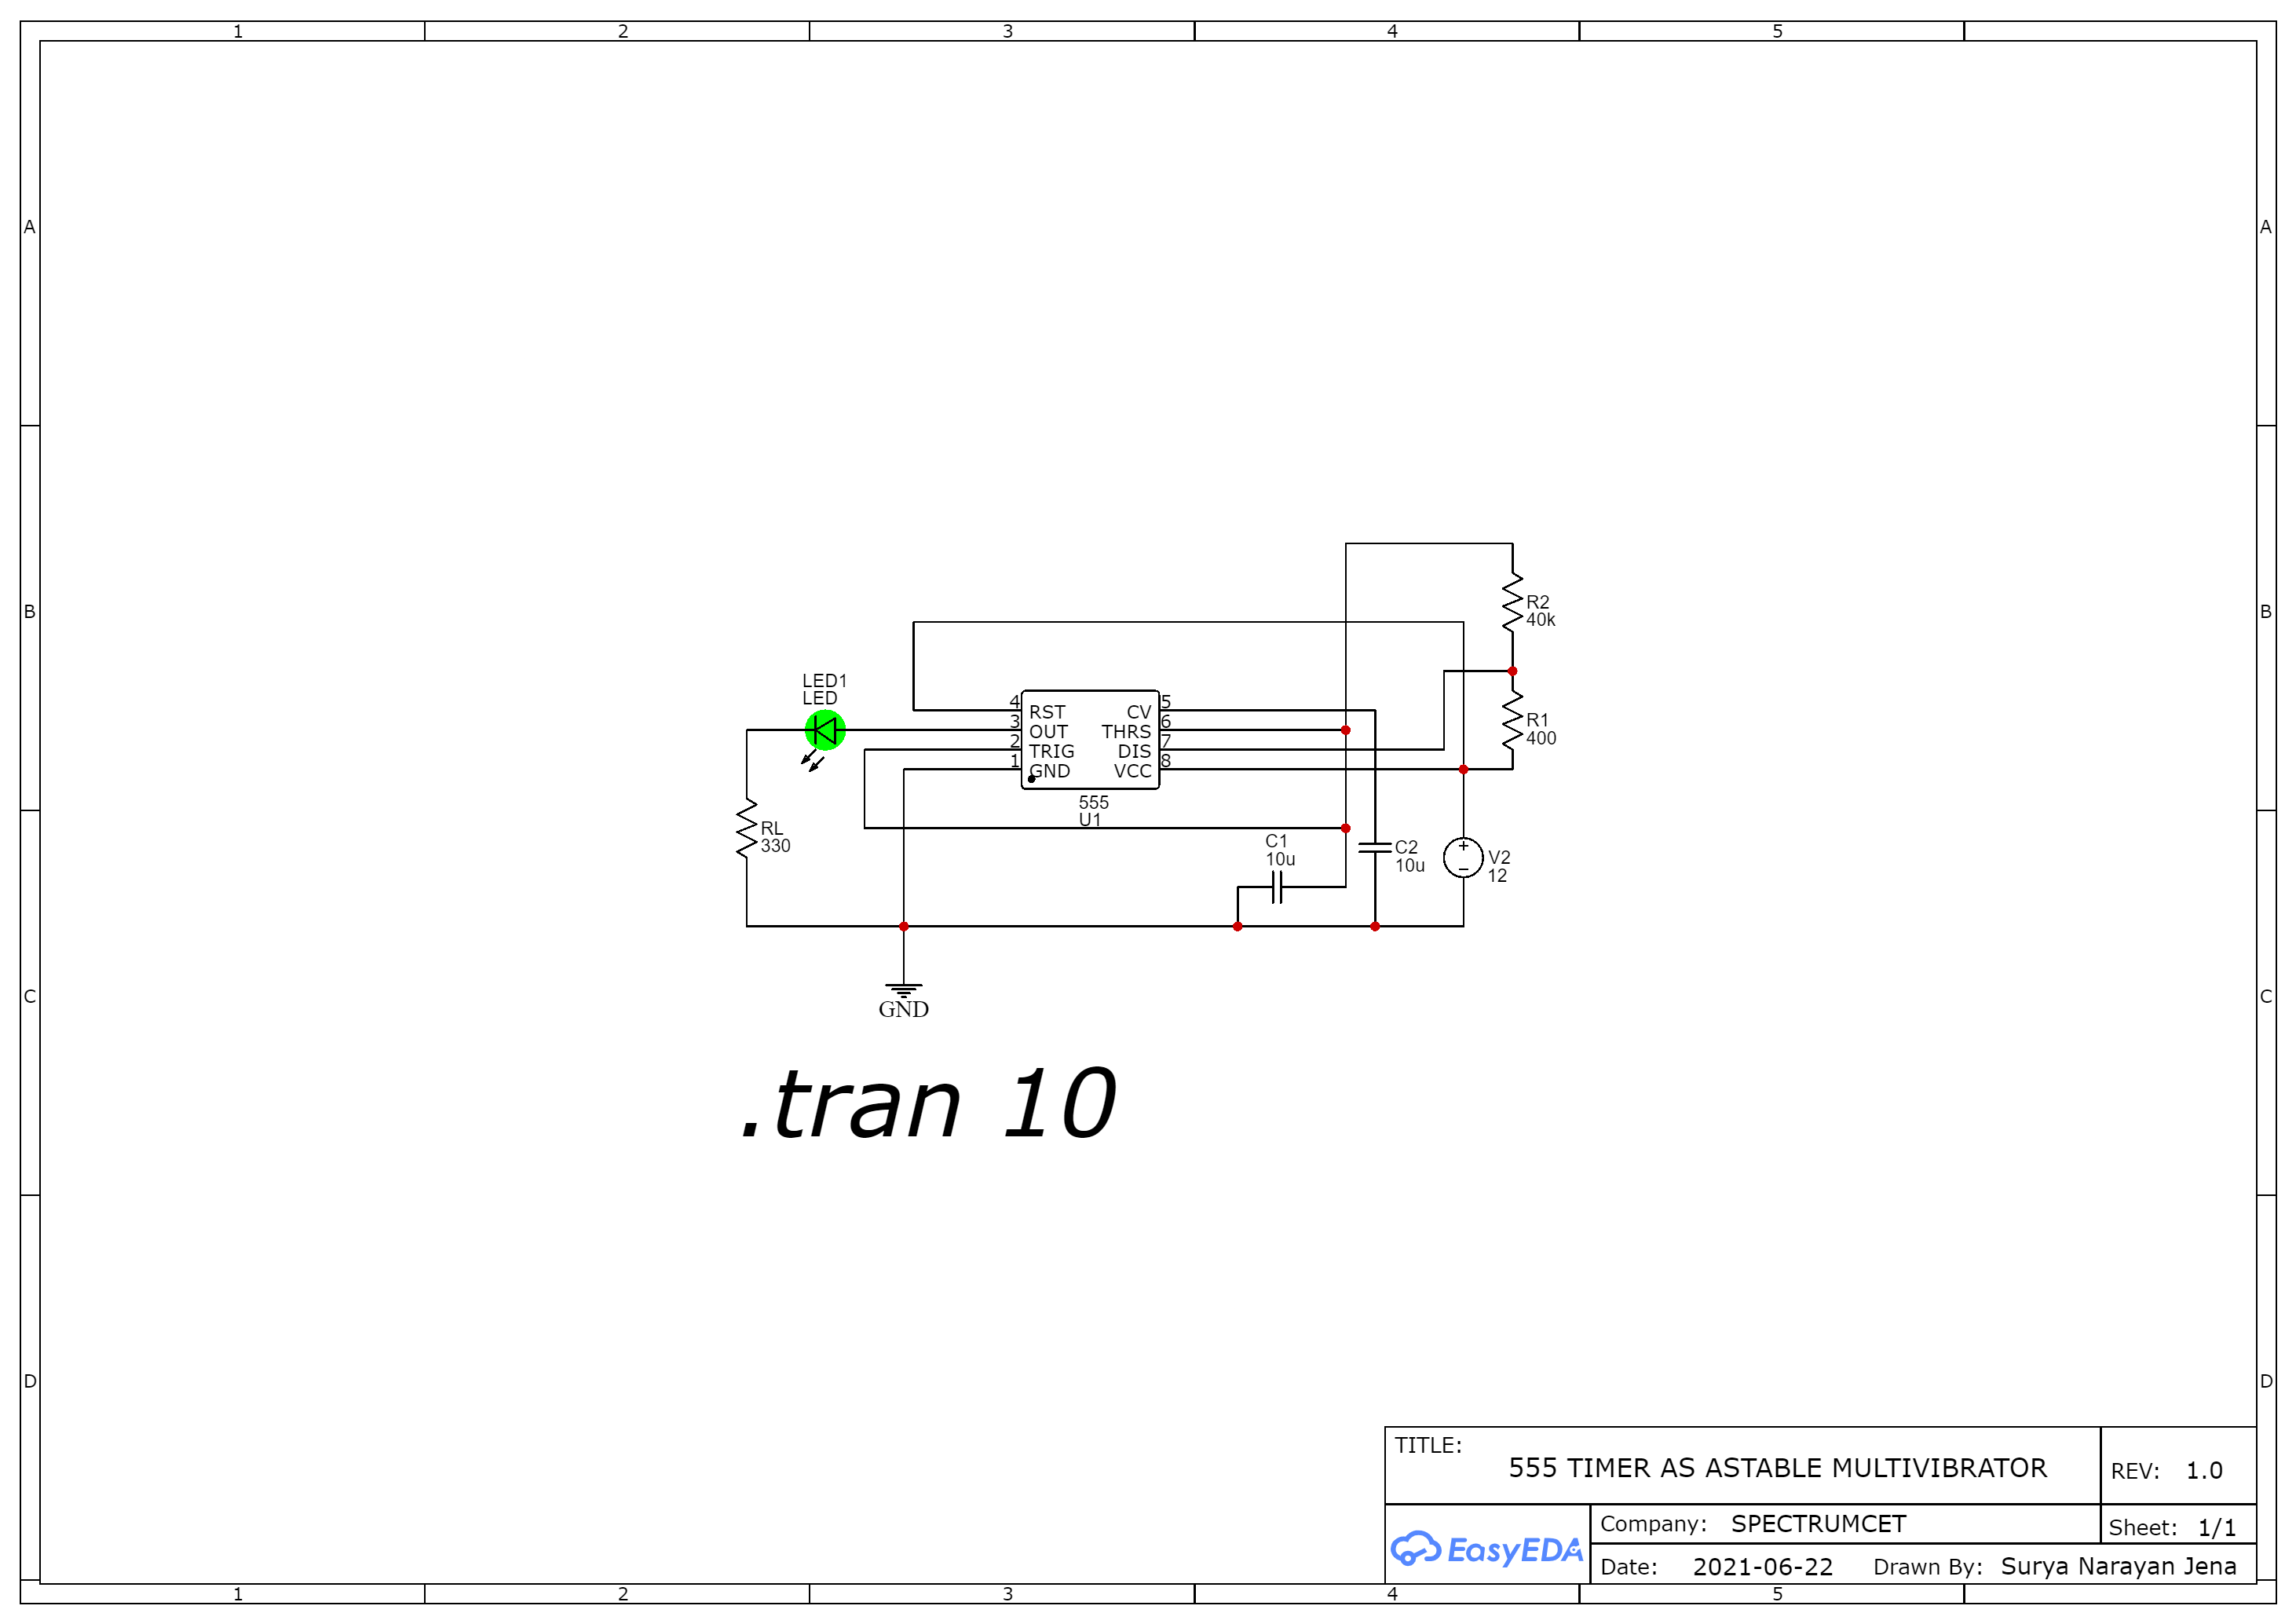 1 2 3 4 5
A A
B B
C C
D D
R2
40k
R1
400
LED1
LED
4 RST CV 5
3 OUT THRS 6
2 TRIG DIS 7
1 GND VCC 8
555
U1
RL
330
C1
10u
C2
10u
+
−
V2
12
GND
.tran 10
TITLE:
555 TIMER AS ASTABLE MULTIVIBRATOR
REV: 1.0
EasyEDA
Company: SPECTRUMCET
Sheet: 1/1
Date: 2021-06-22 Drawn By: Surya Narayan Jena
1 2 3 4 5